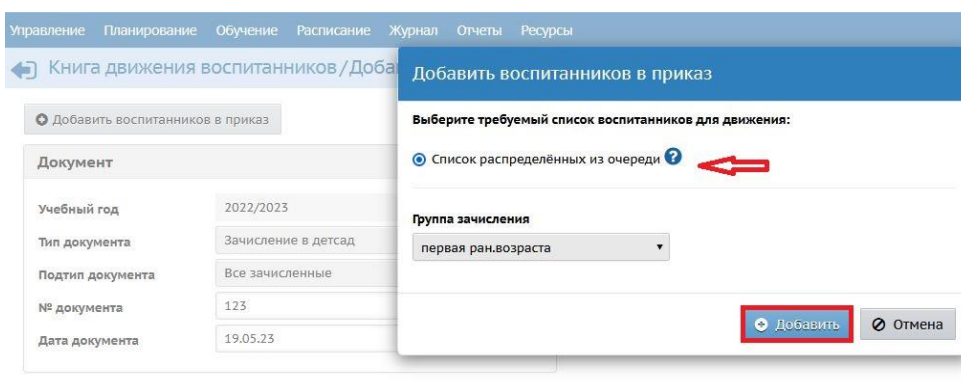 Управление Планирование Обучение Расписание Журнал Отчеты Ресурсы
Книга движения воспитанников/Доба
Добавить воспитанников в приказ
Документ
Учебный год 2022/2023
Тип документа Зачисление в детсад
Подтип документа Все зачисленные
№ документа 123
Дата документа 19.05.23
Добавить воспитанников в приказ
Выберите требуемый список воспитанников для движения:
Список распределённых из очереди ?
Группа зачисления
первая ран.возраста
Добавить Отмена